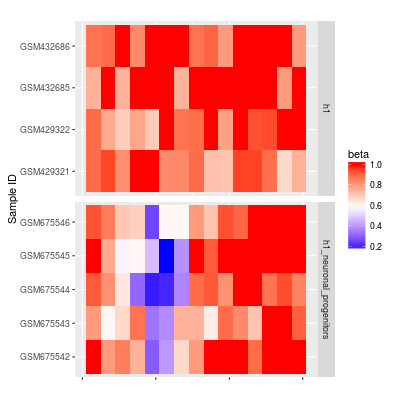 Sample ID
GSM432686
GSM432685
GSM429322
GSM429321
h1
GSM675546
GSM675545
GSM675544
GSM675543
GSM675542
h1_neuronal_progenitors
beta
1.0
0.8
0.6
0.4
0.2